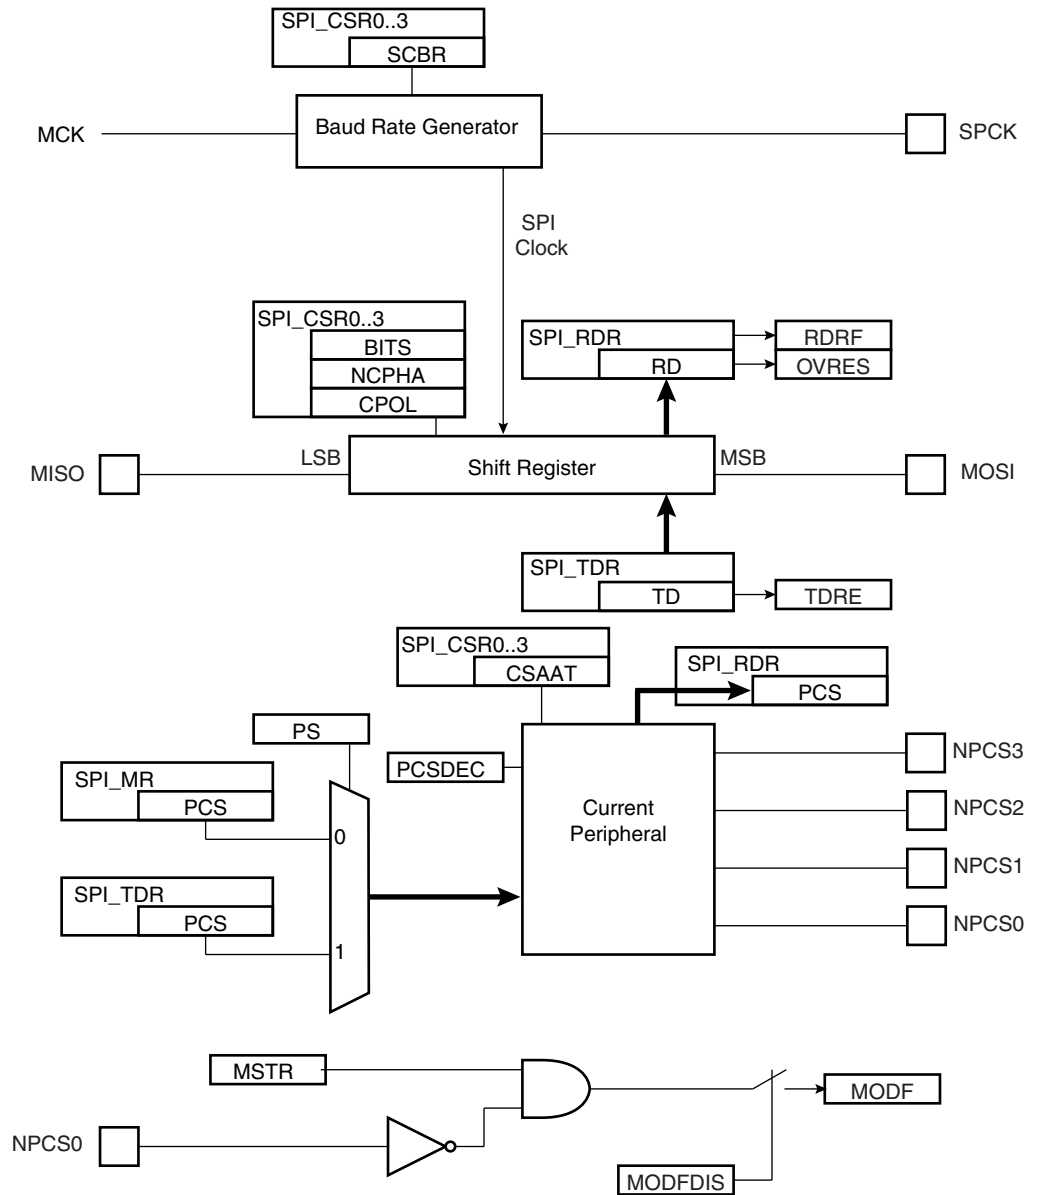 SPI_CSR0..3
SCBR
MCK
Baud Rate Generator
SPCK
SPI
Clock
SPI_CSR0..3
BITS
NCPHA
CPOL
SPI_RDR
RD
RDRF
OVRES
MISO
LSB
Shift Register
MSB
MOSI
SPI_TDR
TD
TDRE
SPI_CSR0..3
CSAAT
SPI_RDR
PCS
PS
PCSDEC
SPI_MR
PCS
0
SPI_TDR
PCS
1
Current
Peripheral
NPCS3
NPCS2
NPCS1
NPCS0
MSTR
MODF
NPCS0
MODFDIS